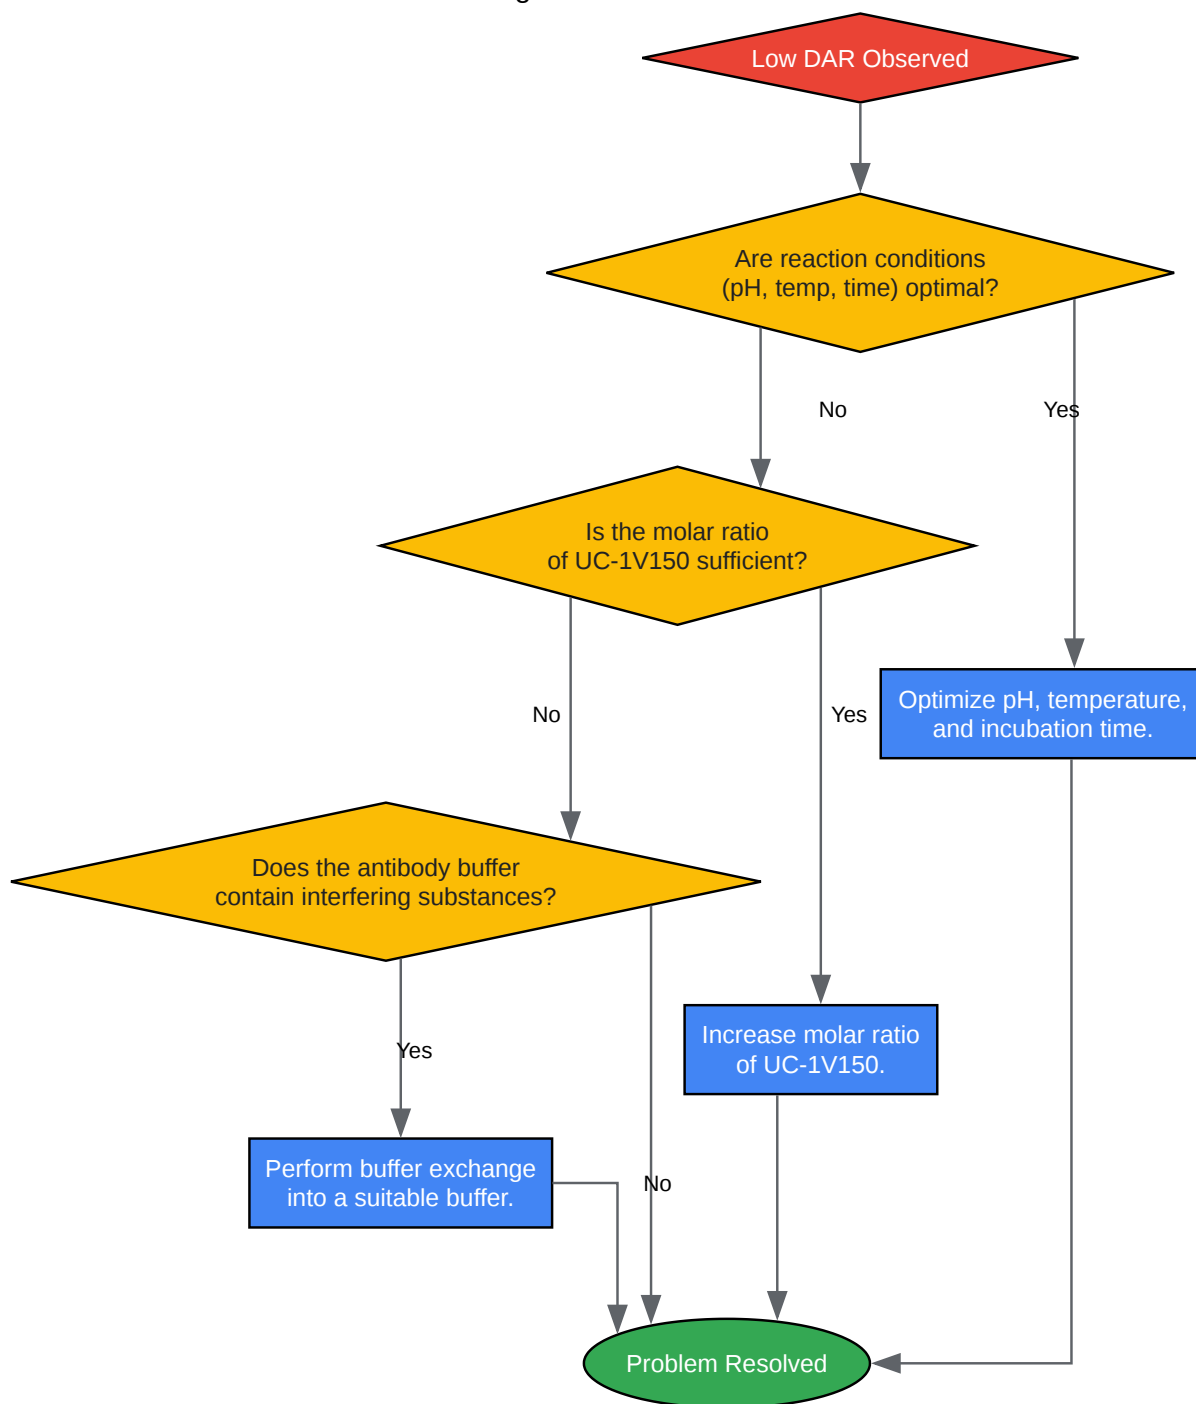 Low DAR Observed
Are reaction conditions
(pH, temp, time) optimal?
No
Yes
Is the molar ratio
of UC-1V150 sufficient?
No
Yes
Optimize pH, temperature,
and incubation time.
Does the antibody buffer
contain interfering substances?
Yes
Increase molar ratio
of UC-1V150.
Perform buffer exchange
into a suitable buffer.
No
Problem Resolved